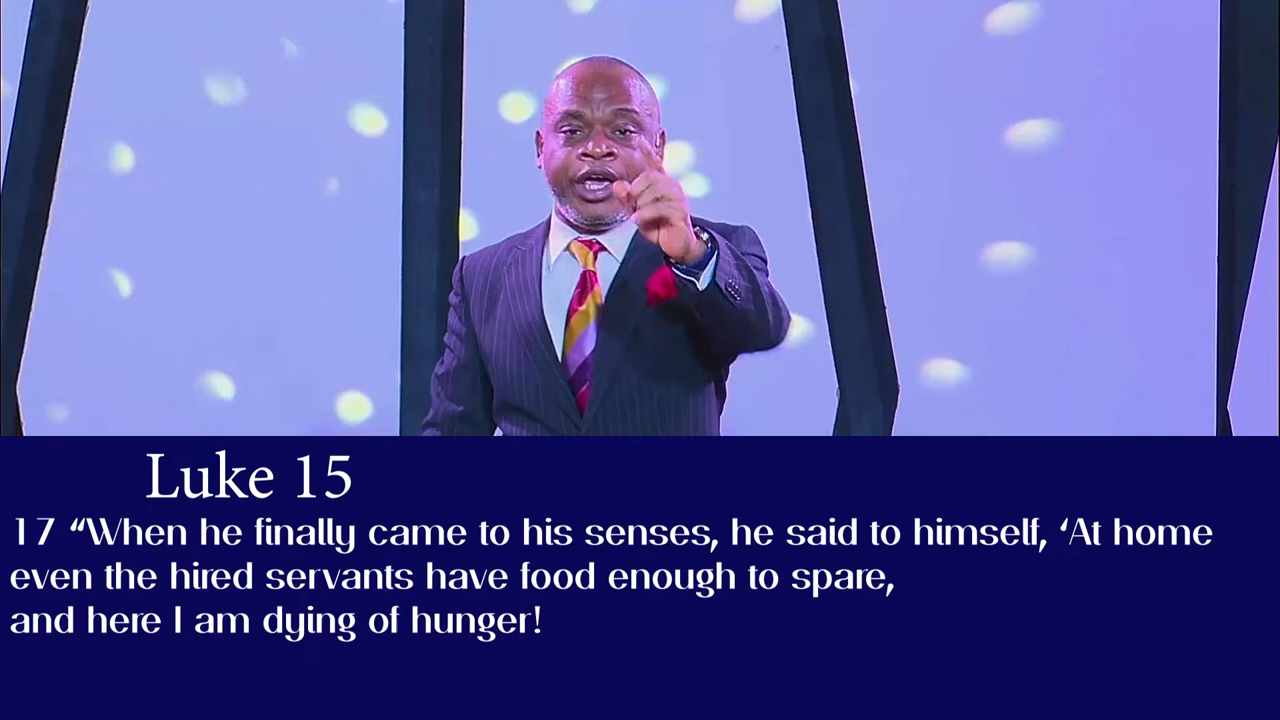 Luke 15
17 “When he finally came to his senses, he said to himself, ‘At home
even the hired servants have food enough to spare,
and here I am dying of hunger!